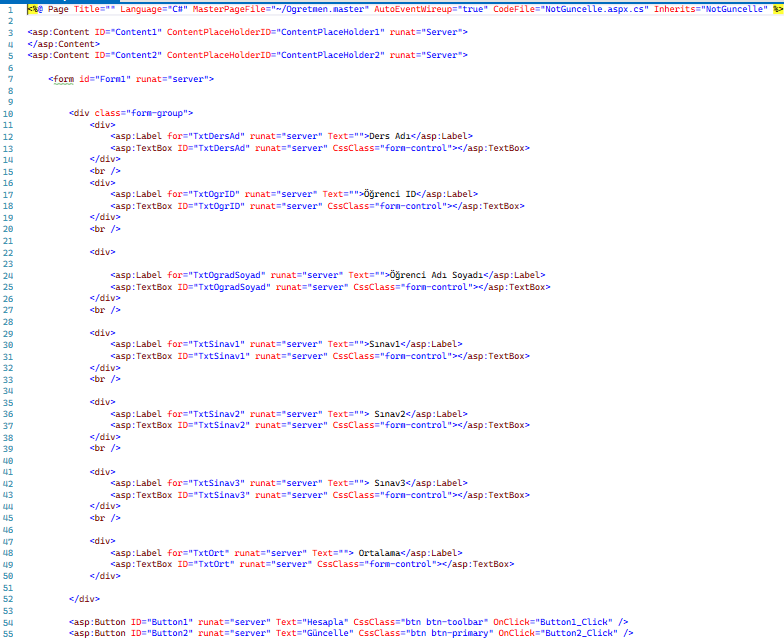 1 <%@ Page Title="" Language="C#" MasterPageFile="~/Ogretmen.master" AutoEventWireup="true" CodeFile="NotGuncelle.aspx.cs" Inherits="NotGuncelle" %>
2
3 <asp:Content ID="Content1" ContentPlaceHolderID="ContentPlaceHolder1" runat="Server">
4 </asp:Content>
5 <asp:Content ID="Content2" ContentPlaceHolderID="ContentPlaceHolder2" runat="Server">
6
7 <form id="Form1" runat="server">
8
9
10 <div class="form-group">
11 <div>
12 <asp:Label for="TxtDersAd" runat="server" Text="">Ders Adı</asp:Label>
13 <asp:TextBox ID="TxtDersAd" runat="server" CssClass="form-control"></asp:TextBox>
14 </div>
15 <br />
16 <div>
17 <asp:Label for="TxtOgrID" runat="server" Text="">Öğrenci ID</asp:Label>
18 <asp:TextBox ID="TxtOgrID" runat="server" CssClass="form-control"></asp:TextBox>
19 </div>
20 <br />
21
22 <div>
23
24 <asp:Label for="TxtOgradSoyad" runat="server" Text="">Öğrenci Adı Soyadı</asp:Label>
25 <asp:TextBox ID="TxtOgradSoyad" runat="server" CssClass="form-control"></asp:TextBox>
26 </div>
27 <br />
28
29 <div>
30 <asp:Label for="TxtSinav1" runat="server" Text="">Sınav1</asp:Label>
31 <asp:TextBox ID="TxtSinav1" runat="server" CssClass="form-control"></asp:TextBox>
32 </div>
33 <br />
34
35 <div>
36 <asp:Label for="TxtSinav2" runat="server" Text=""> Sınav2</asp:Label>
37 <asp:TextBox ID="TxtSinav2" runat="server" CssClass="form-control"></asp:TextBox>
38 </div>
39 <br />
40
41 <div>
42 <asp:Label for="TxtSinav3" runat="server" Text=""> Sınav3</asp:Label>
43 <asp:TextBox ID="TxtSinav3" runat="server" CssClass="form-control"></asp:TextBox>
44 </div>
45 <br />
46
47 <div>
48 <asp:Label for="TxtOrt" runat="server" Text=""> Ortalama</asp:Label>
49 <asp:TextBox ID="TxtOrt" runat="server" CssClass="form-control"></asp:TextBox>
50 </div>
51
52 </div>
53
54 <asp:Button ID="Button1" runat="server" Text="Hesapla" CssClass="btn btn-toolbar" OnClick="Button1_Click" />
55 <asp:Button ID="Button2" runat="server" Text="Güncelle" CssClass="btn btn-primary" OnClick="Button2_Click" />